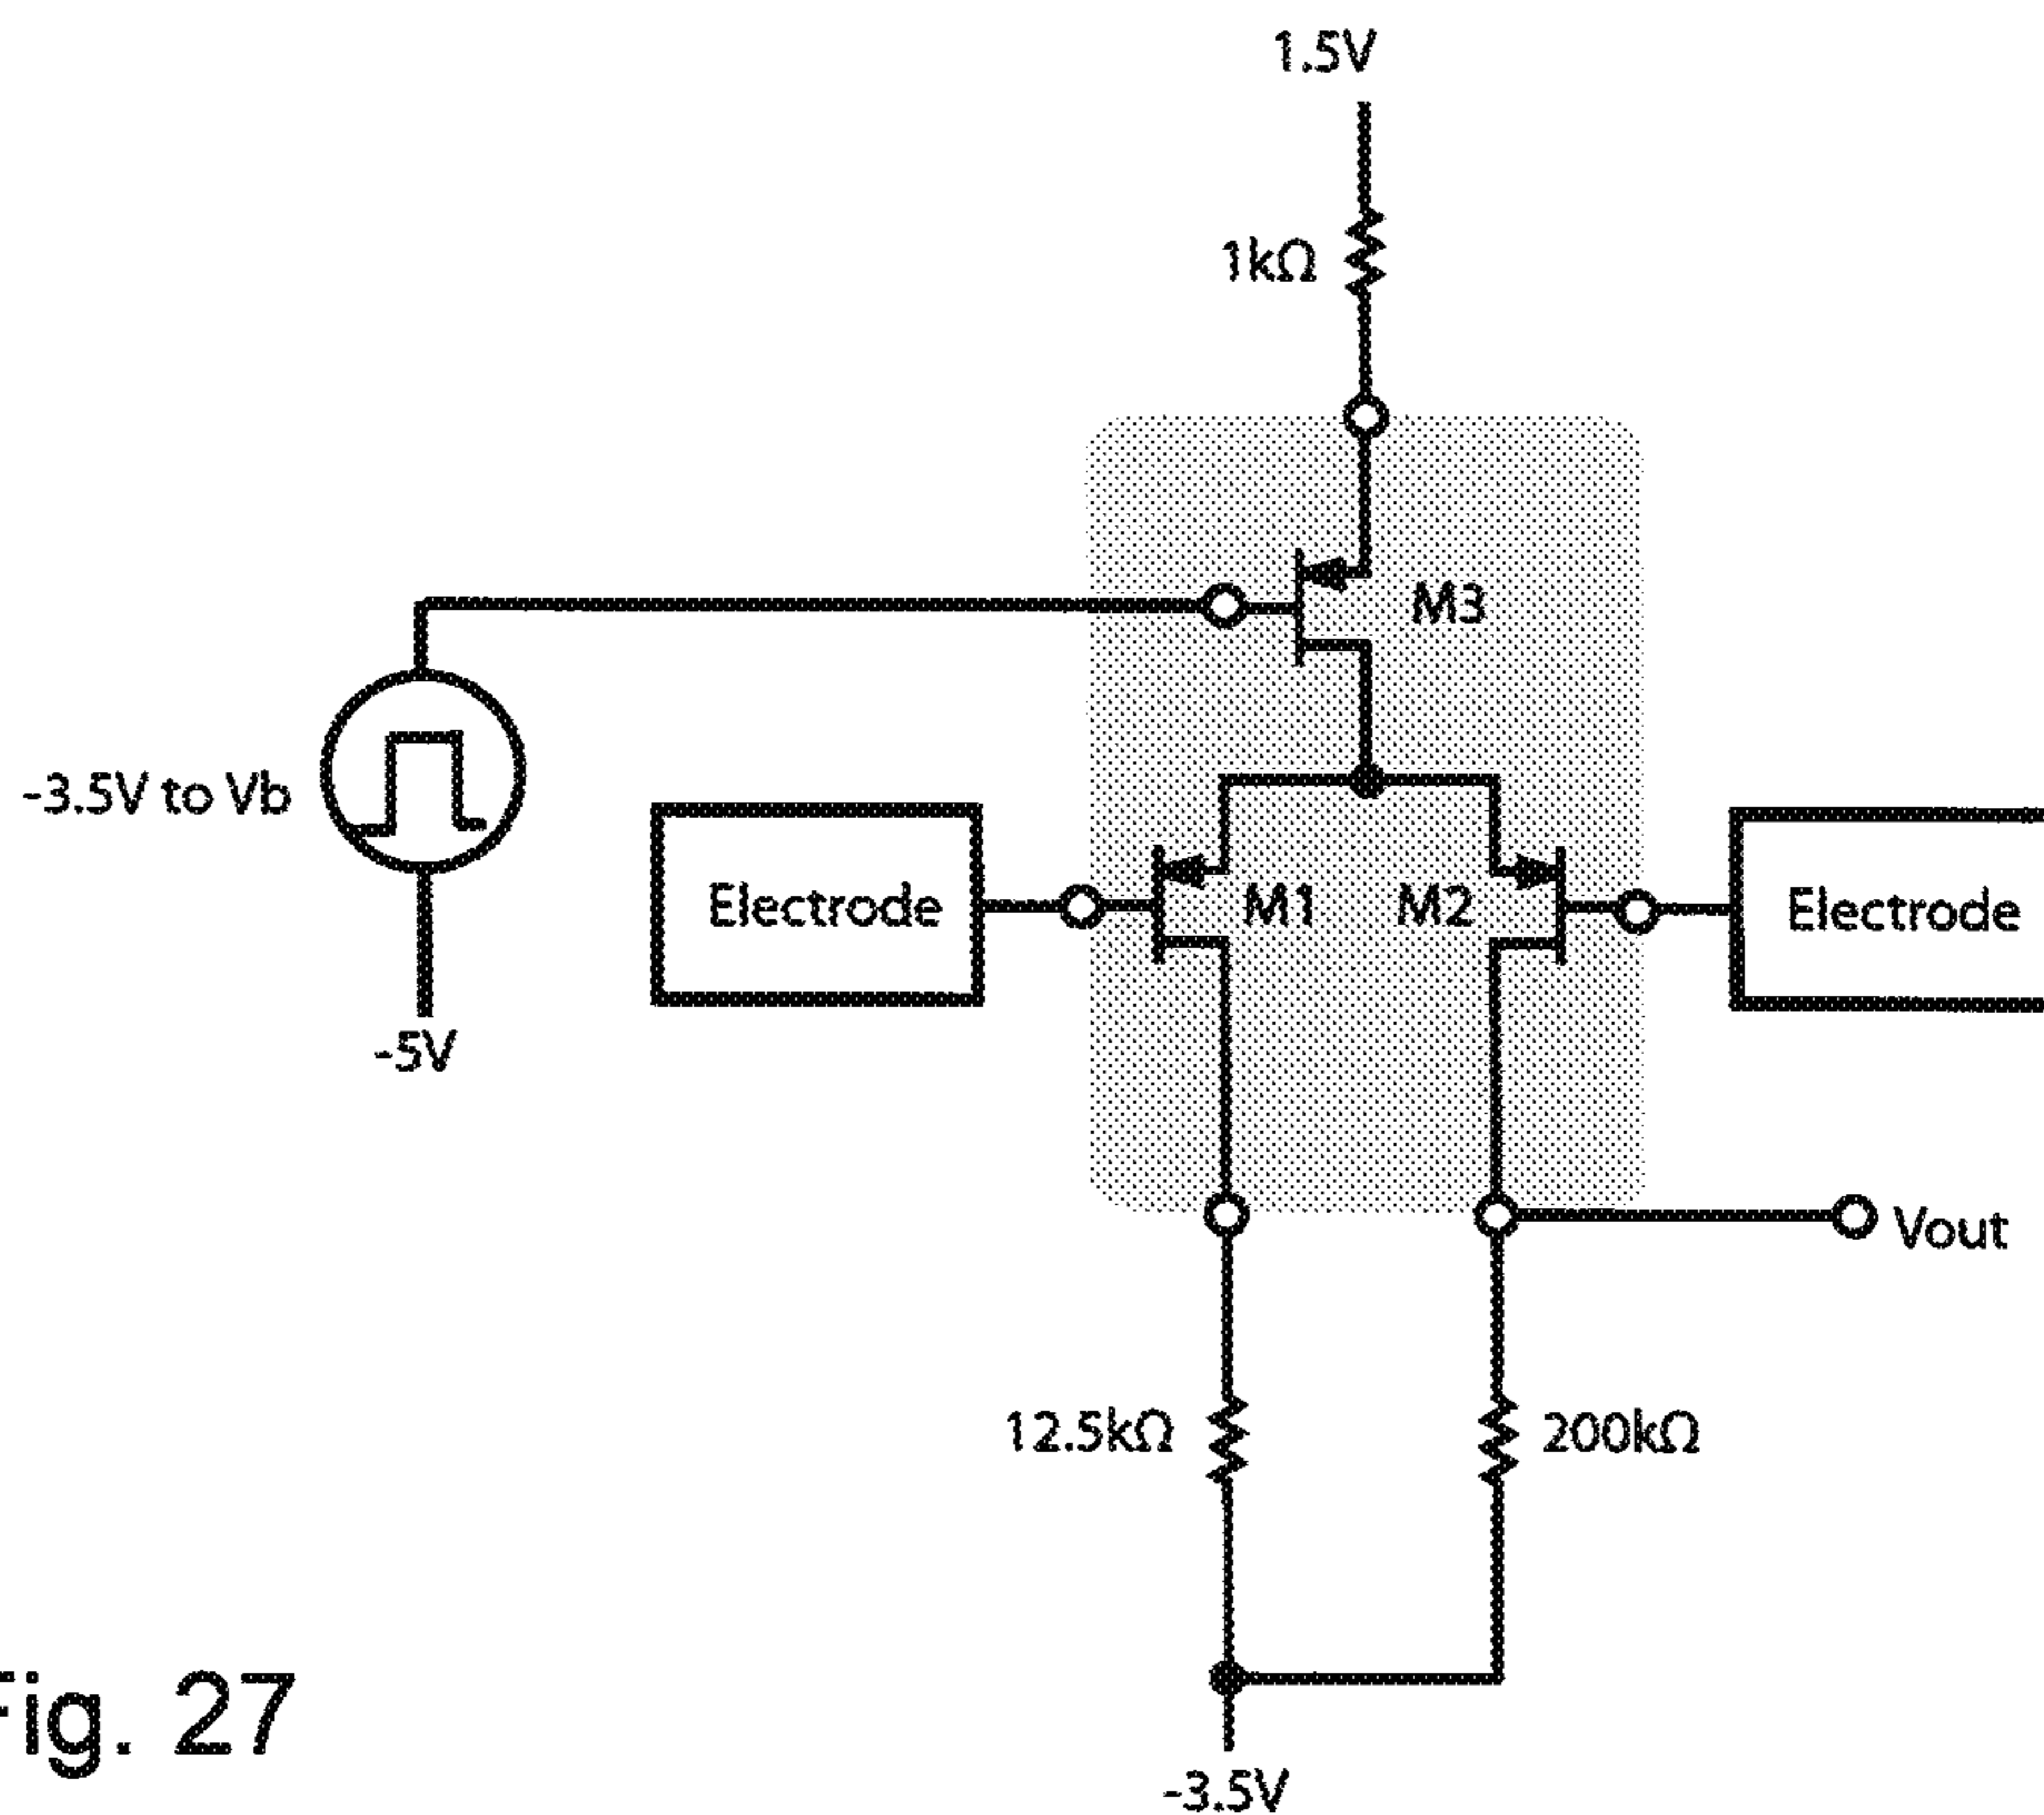 1.5V
1kΩ
M3
-3.5V to Vb
Electrode
M1
M2
Electrode
-5V
Vout
12.5kΩ
200kΩ
Fig. 27
-3.5V